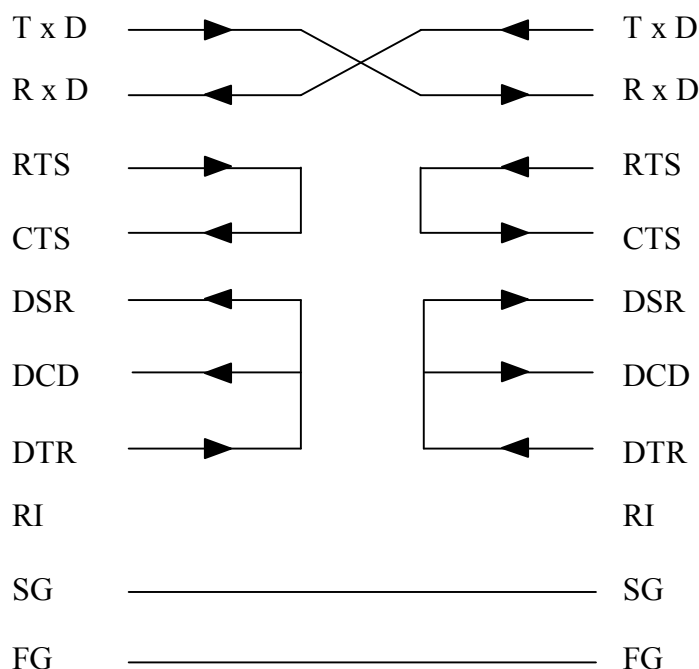 T x D T x D
R x D R x D
RTS RTS
CTS CTS
DSR DSR
DCD DCD
DTR DTR
RI RI
SG SG
FG FG